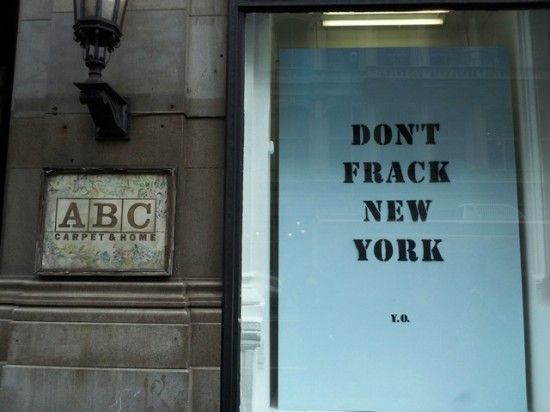 ABC
CARPET & HOME
DON'T
FRACK
NEW
YORK
Y.O.